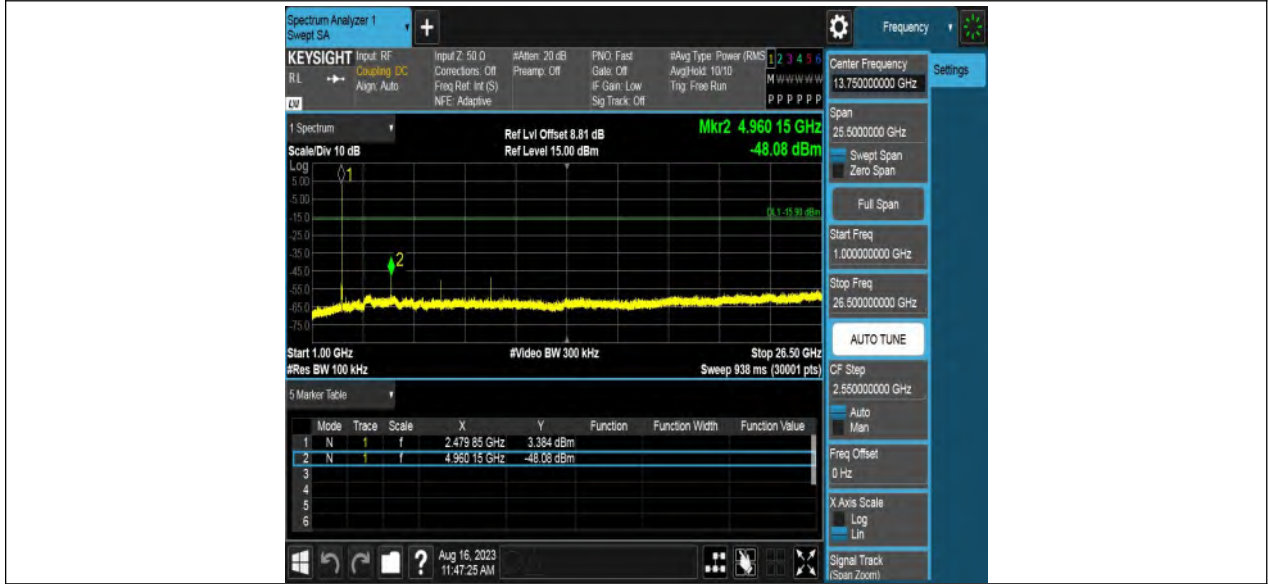 Spectrum Analyzer 1
Swept SA
+
Frequency
KEYSIGHT
RL
LXI
Input: RF
Coupling: DC
Align: Auto
Input Z: 50 Ω
Corrections: Off
Freq Ref: Int (S)
NFE: Adaptive
#Atten: 20 dB
Preamp: Off
PNO: Fast
Gate: Off
IF Gain: Low
Sig Track: Off
#Avg Type: Power (RMS
Avg|Hold: 10/10
Trig: Free Run
1 2 3 4 5 6
M W W W W W
P P P P P P
1 Spectrum
Scale/Div 10 dB
Ref Lvl Offset 8.81 dB
Ref Level 15.00 dBm
Mkr2 4.960 15 GHz
-48.08 dBm
Log
5.00
-5.00
-15.0
-25.0
-35.0
-45.0
-55.0
-65.0
-75.0
1
2
DL1 -15.90 dBm
Start 1.00 GHz
#Res BW 100 kHz
#Video BW 300 kHz
Stop 26.50 GHz
Sweep 938 ms (30001 pts)
5 Marker Table
Mode Trace Scale X Y Function Function Width Function Value
1 N 1 f 2.479 85 GHz 3.384 dBm
2 N 1 f 4.960 15 GHz -48.08 dBm
3
4
5
6
?
Aug 16, 2023
11:47:25 AM
Center Frequency
13.750000000 GHz
Settings
Span
25.5000000 GHz
Swept Span
Zero Span
Full Span
Start Freq
1.000000000 GHz
Stop Freq
26.500000000 GHz
AUTO TUNE
CF Step
2.550000000 GHz
Auto
Man
Freq Offset
0 Hz
X Axis Scale
Log
Lin
Signal Track
(Span Zoom)